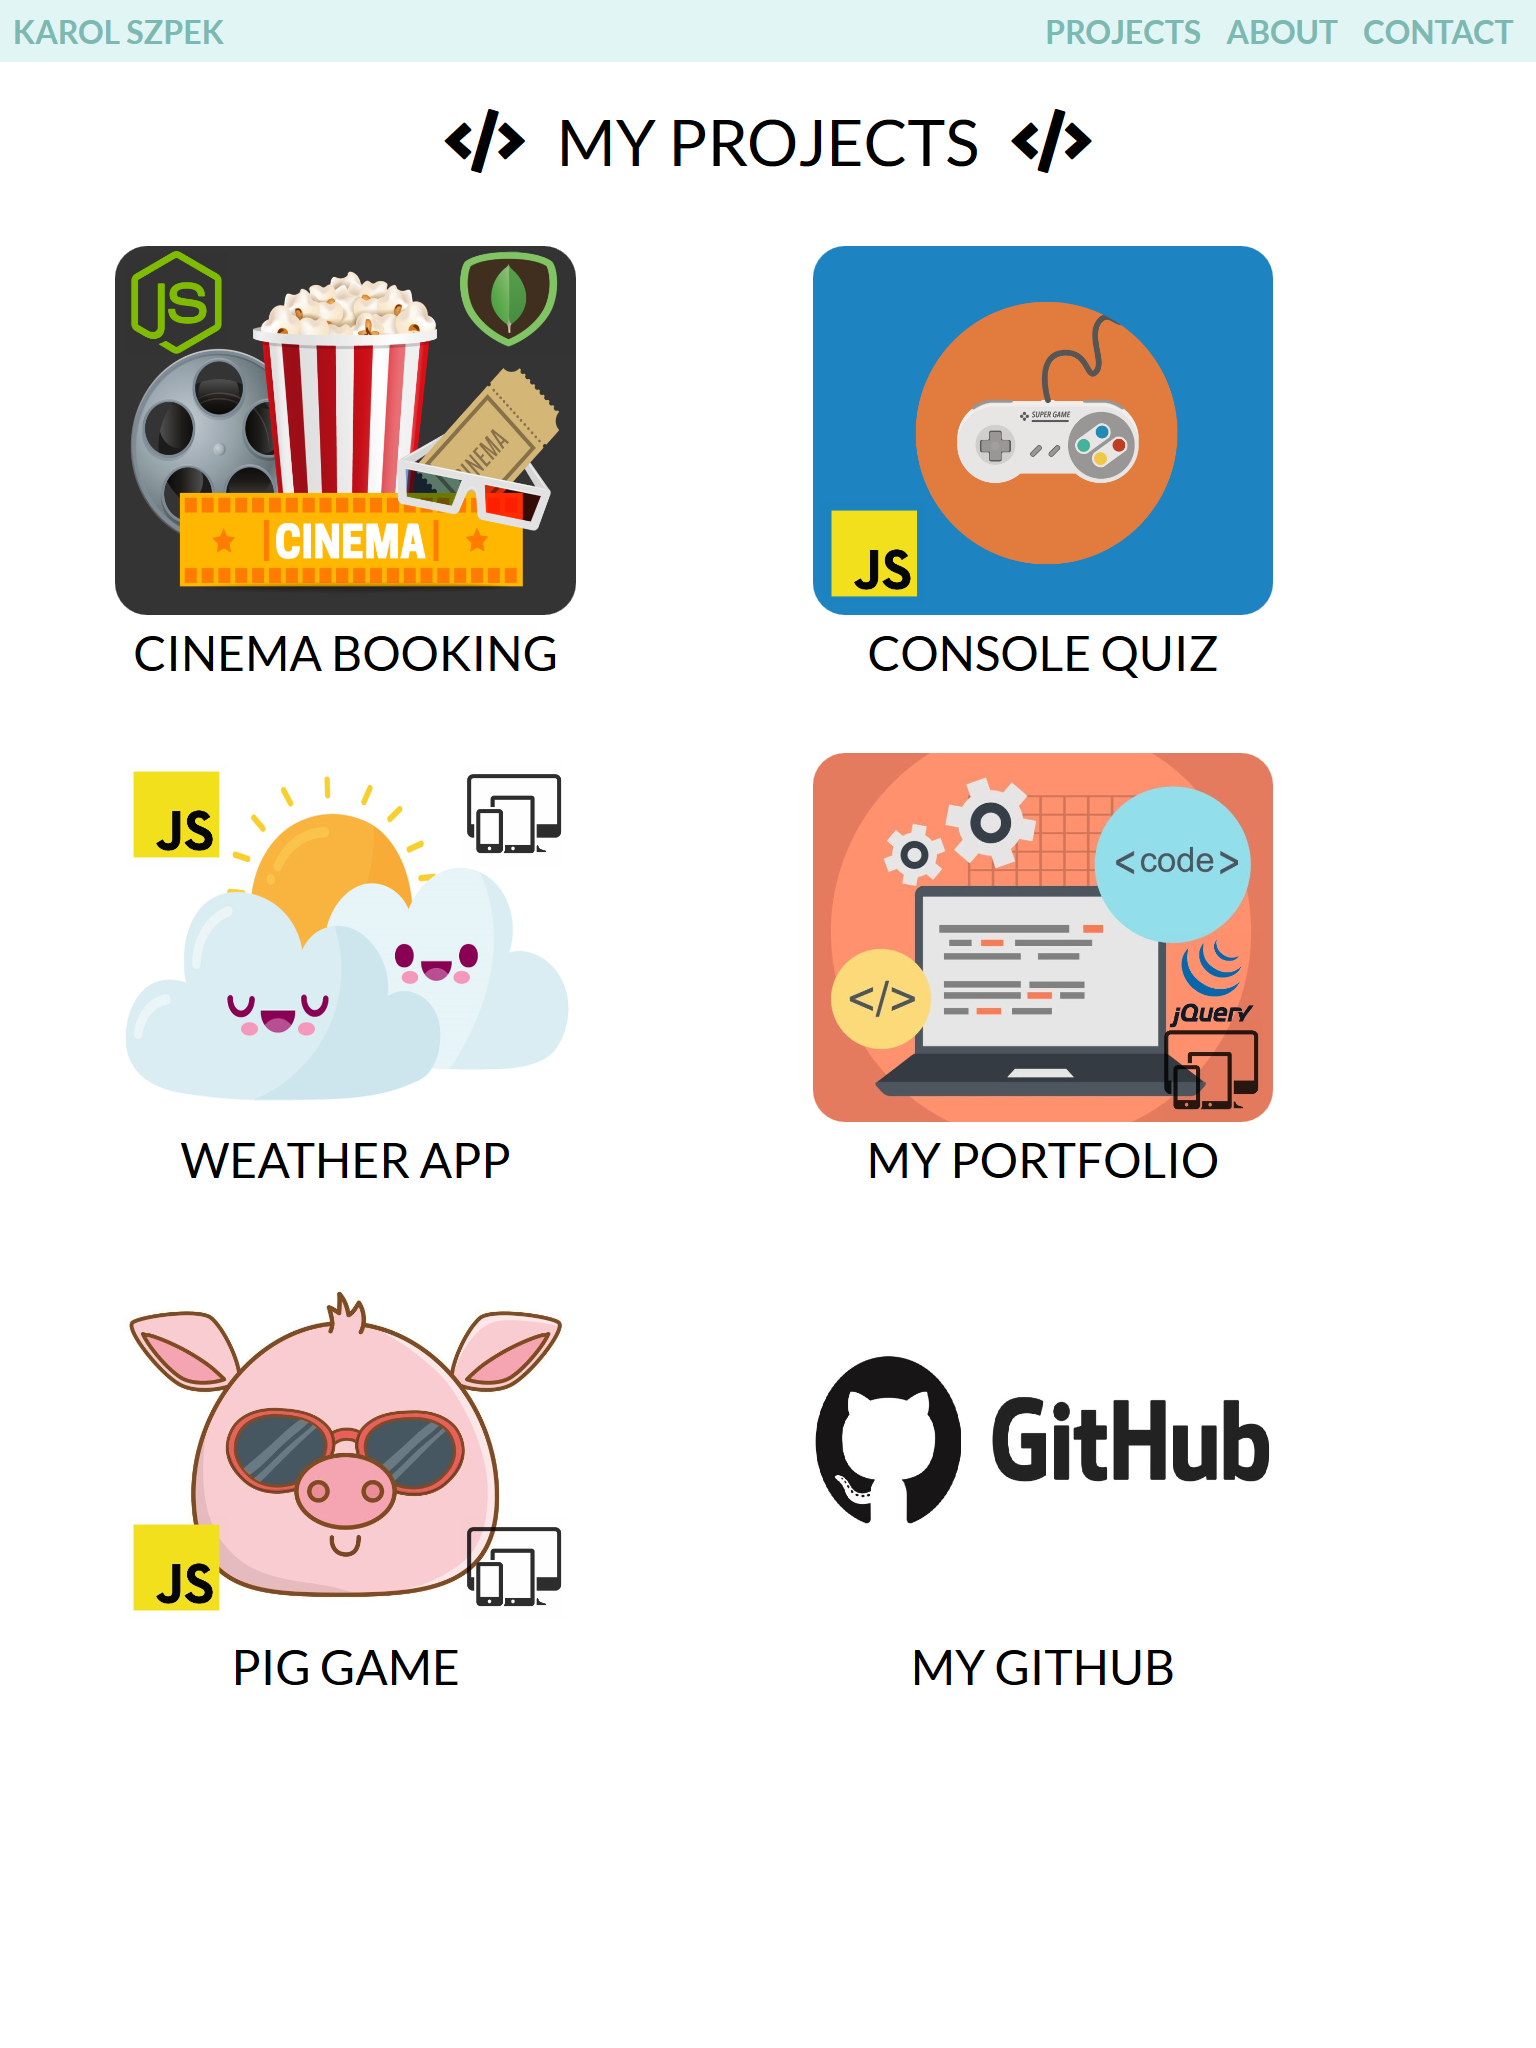 KAROL SZPEK
PROJECTS ABOUT CONTACT
</> MY PROJECTS </>
JS
CINEMA
CINEMA
CINEMA BOOKING
SUPER GAME
JS
CONSOLE QUIZ
JS
WEATHER APP
<code>
</>
jQuery
MY PORTFOLIO
JS
PIG GAME
GitHub
MY GITHUB